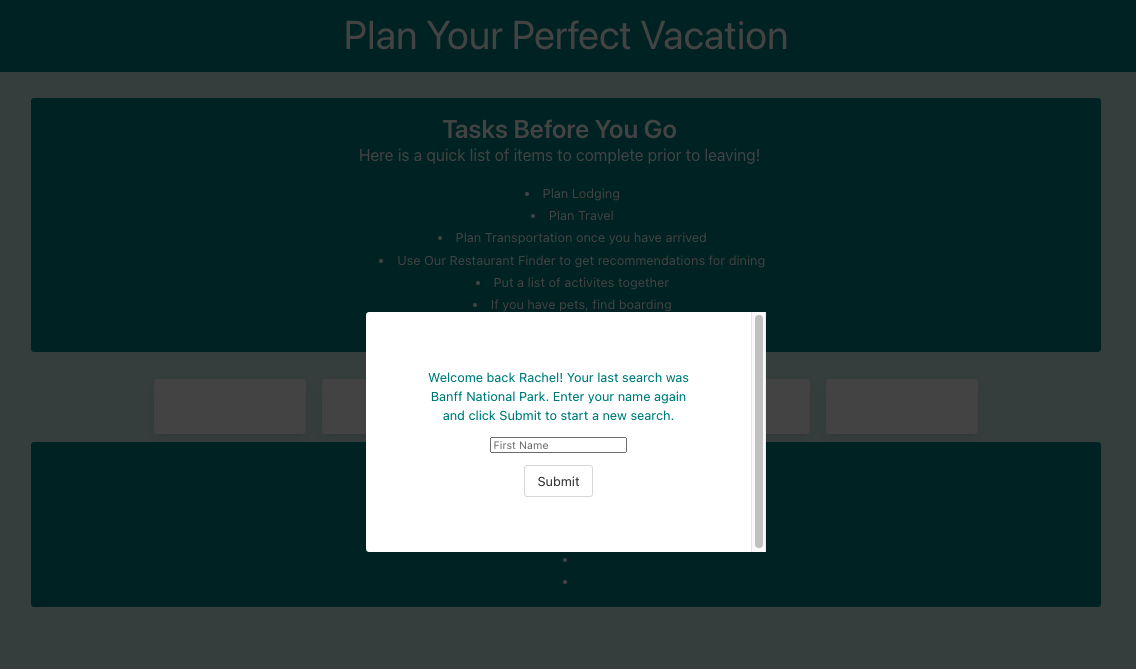 Plan Your Perfect Vacation
Tasks Before You Go
Here is a quick list of items to complete prior to leaving!
• Plan Lodging
• Plan Travel
• Plan Transportation once you have arrived
• Use Our Restaurant Finder to get recommendations for dining
• Put a list of activites together
• If you have pets, find boarding
Welcome back Rachel! Your last search was
Banff National Park. Enter your name again
and click Submit to start a new search.
First Name
Submit